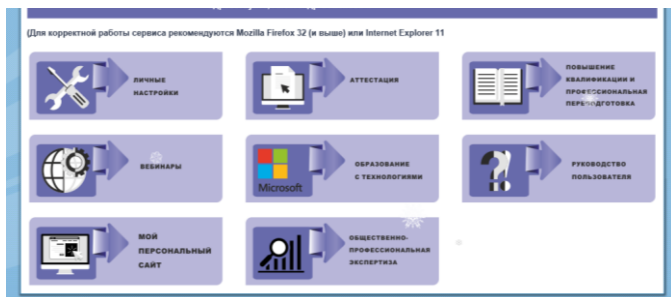 (Для корректной работы сервиса рекомендуются Mozilla Firefox 32 (и выше) или Internet Explorer 11
ЛИЧНЫЕ
НАСТРОЙКИ
АТТЕСТАЦИЯ
ПОВЫШЕНИЕ
КВАЛИФИКАЦИИ И
ПРОФЕССИОНАЛЬНАЯ
ПЕРЕПОДГОТОВКА
ВЕБИНАРЫ
Microsoft
ОБРАЗОВАНИЕ
С ТЕХНОЛОГИЯМИ
РУКОВОДСТВО
ПОЛЬЗОВАТЕЛЯ
МОЙ
ПЕРСОНАЛЬНЫЙ
САЙТ
ОБЩЕСТВЕННО-
ПРОФЕССИОНАЛЬНАЯ
ЭКСПЕРТИЗА